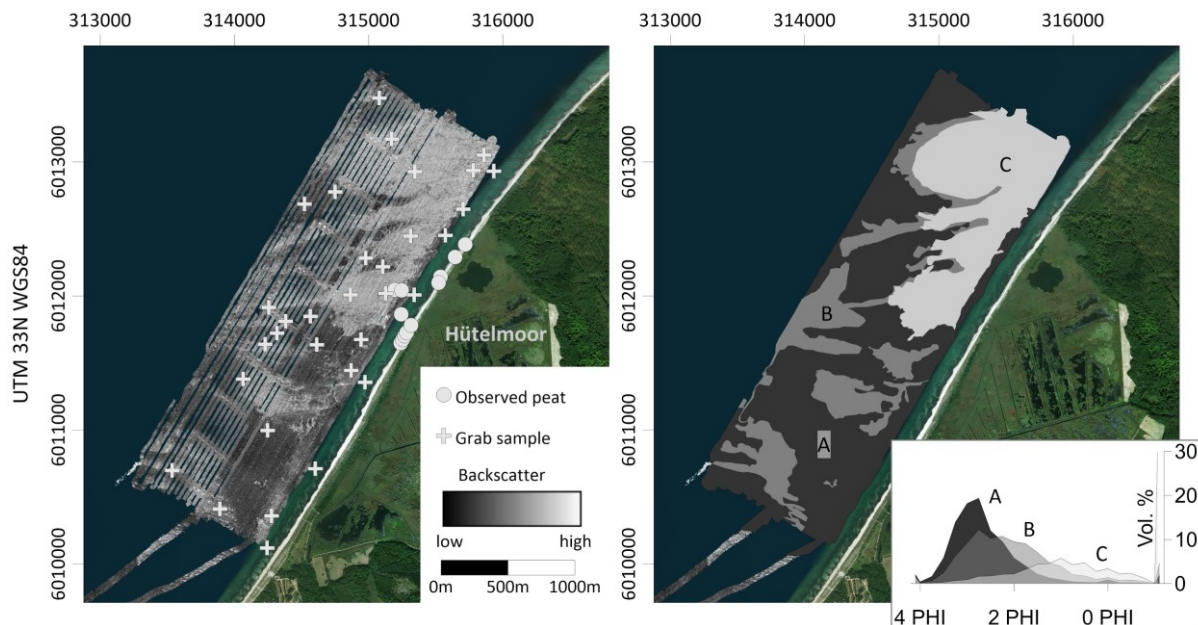 313000 314000 315000 316000
313000 314000 315000 316000
UTM 33N WGS84
6013000
6012000
6011000
6010000
Hütelmoor
Observed peat
Grab sample
Backscatter
low high
0m 500m 1000m
6013000
6012000
6011000
6010000
C
B
A
30
20
10
0
Vol. %
A
B
C
4 PHI 2 PHI 0 PHI